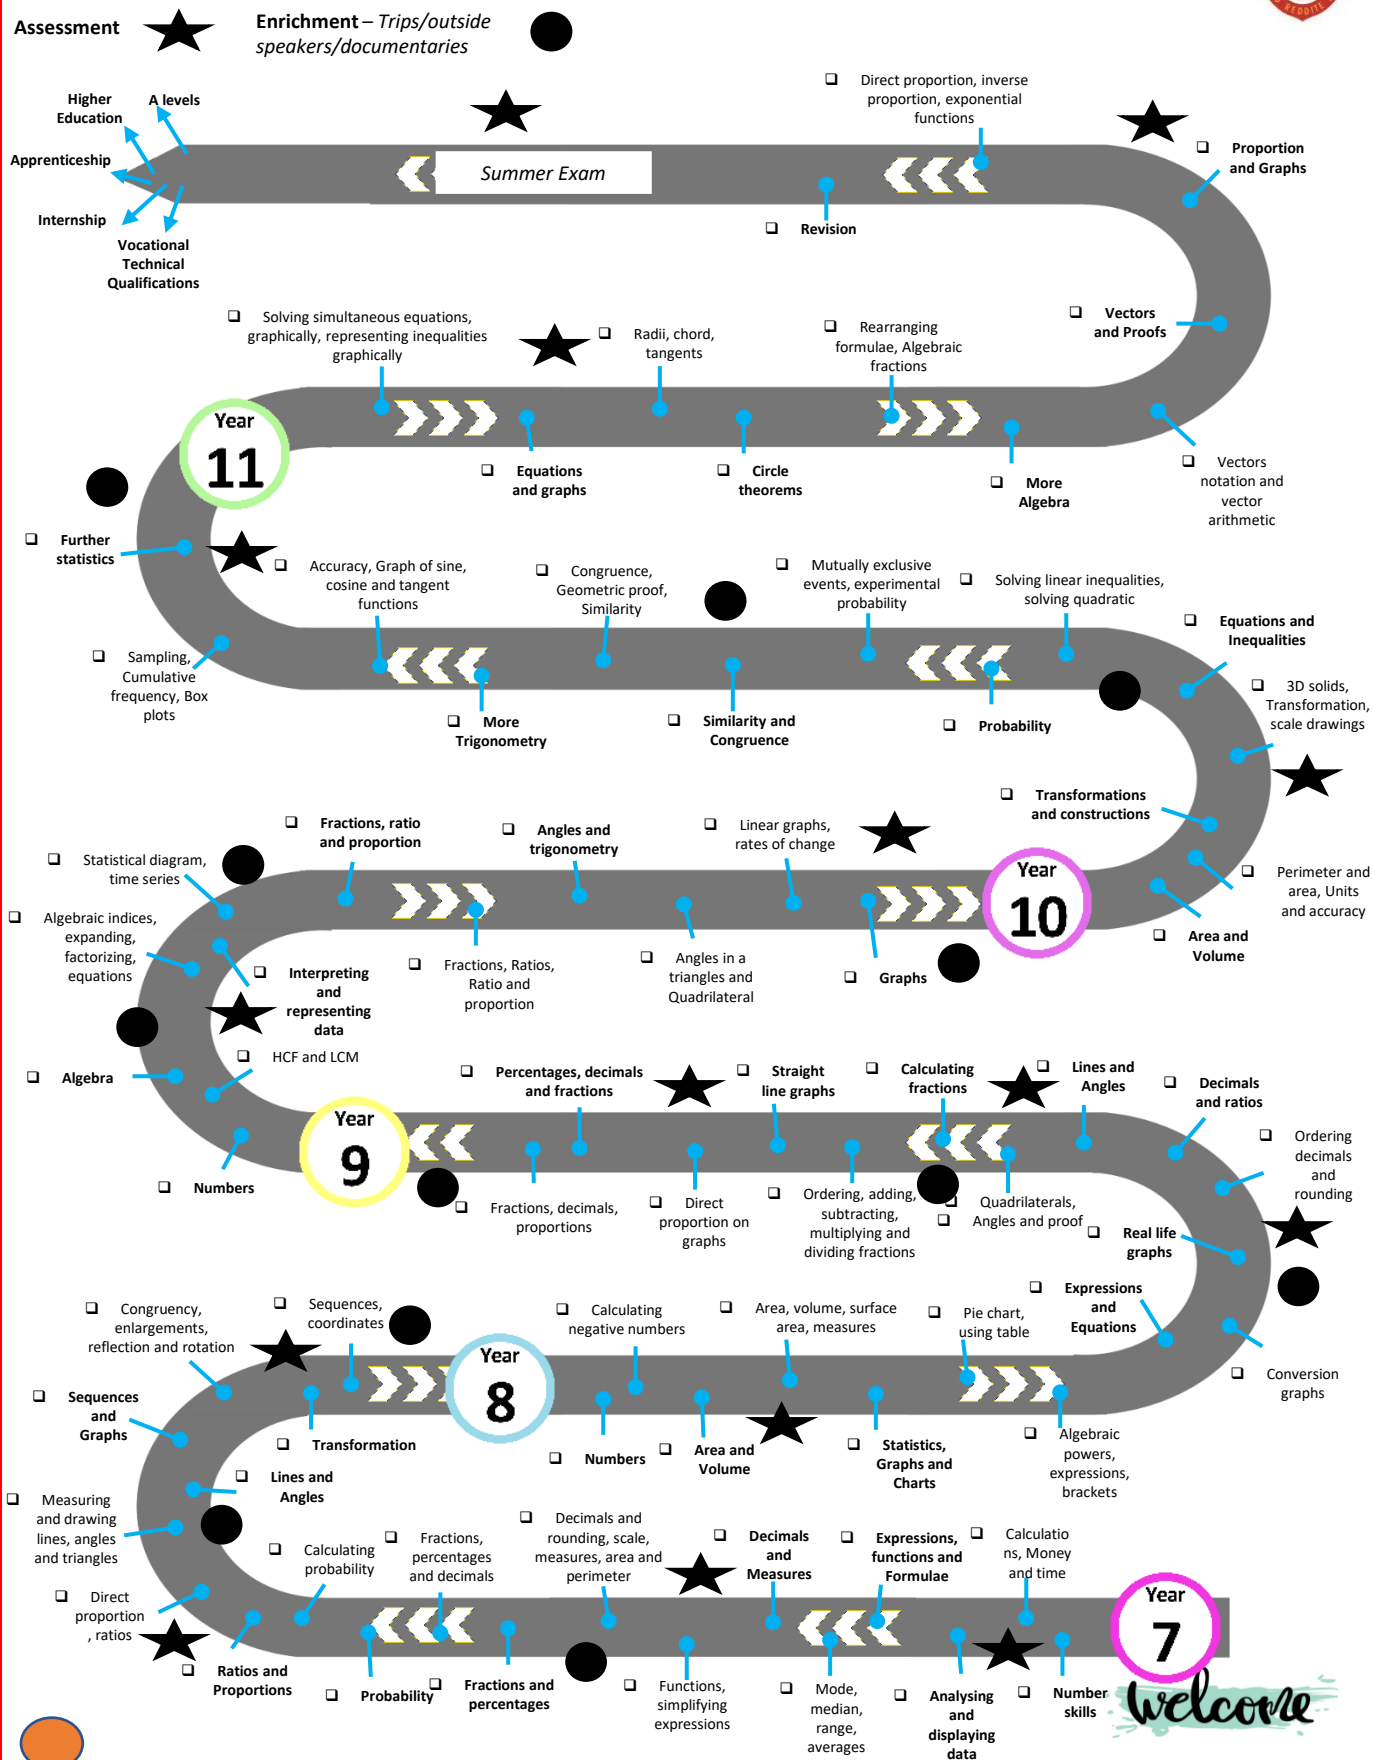 Assessment
Enrichment – Trips/outside
speakers/documentaries
REDDITE
Higher
Education
A levels
Apprenticeship
Internship
Vocational
Technical
Qualifications
Summer Exam
Direct proportion, inverse
proportion, exponential
functions
Revision
Proportion
and Graphs
Vectors
and Proofs
Solving simultaneous equations,
graphically, representing inequalities
graphically
Radii, chord,
tangents
Rearranging
formulae, Algebraic
fractions
Year
11
Equations
and graphs
Circle
theorems
More
Algebra
Vectors
notation and
vector
arithmetic
Further
statistics
Accuracy, Graph of sine,
cosine and tangent
functions
Congruence,
Geometric proof,
Similarity
Mutually exclusive
events, experimental
probability
Solving linear inequalities,
solving quadratic
Equations and
Inequalities
Sampling,
Cumulative
frequency, Box
plots
More
Trigonometry
Similarity and
Congruence
Probability
3D solids,
Transformation,
scale drawings
Transformations
and constructions
Fractions, ratio
and proportion
Angles and
trigonometry
Linear graphs,
rates of change
Statistical diagram,
time series
Year
10
Perimeter and
area, Units
and accuracy
Algebraic indices,
expanding,
factorizing,
equations
Interpreting
and
representing
data
Fractions, Ratios,
Ratio and
proportion
Angles in a
triangles and
Quadrilateral
Graphs
Area and
Volume
HCF and LCM
Algebra
Numbers
Year
9
Percentages, decimals
and fractions
Straight
line graphs
Calculating
fractions
Lines and
Angles
Decimals
and ratios
Ordering
decimals
and
rounding
Fractions, decimals,
proportions
Direct
proportion on
graphs
Ordering, adding,
subtracting,
multiplying and
dividing fractions
Quadrilaterals,
Angles and proof
Real life
graphs
Expressions
and
Equations
Congruency,
enlargements,
reflection and rotation
Sequences,
coordinates
Calculating
negative numbers
Area, volume, surface
area, measures
Pie chart,
using table
Conversion
graphs
Year
8
Sequences
and
Graphs
Transformation
Numbers
Area and
Volume
Statistics,
Graphs and
Charts
Algebraic
powers,
expressions,
brackets
Lines and
Angles
Measuring
and drawing
lines, angles
and triangles
Calculating
probability
Fractions,
percentages
and decimals
Decimals and
rounding, scale,
measures, area and
perimeter
Decimals
and
Measures
Expressions,
functions and
Formulae
Calculatio
ns, Money
and time
Direct
proportion
, ratios
Year
7
Ratios and
Proportions
Probability
Fractions and
percentages
Functions,
simplifying
expressions
Mode,
median,
range,
averages
Analysing
and
displaying
data
Number
skills
welcome